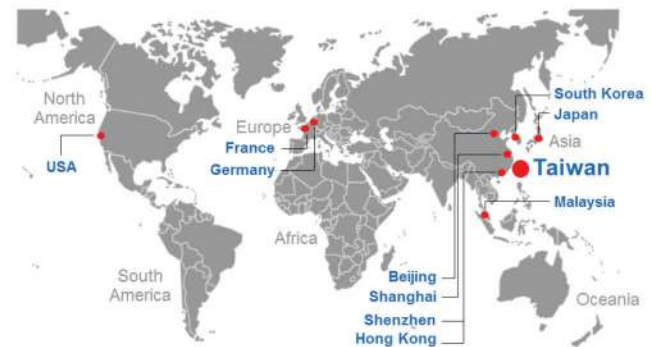 North
America
USA
Europe
France
Germany
South Korea
Japan
Asia
Taiwan
Malaysia
Africa
South
America
Beijing
Shanghai
Shenzhen
Hong Kong
Oceania